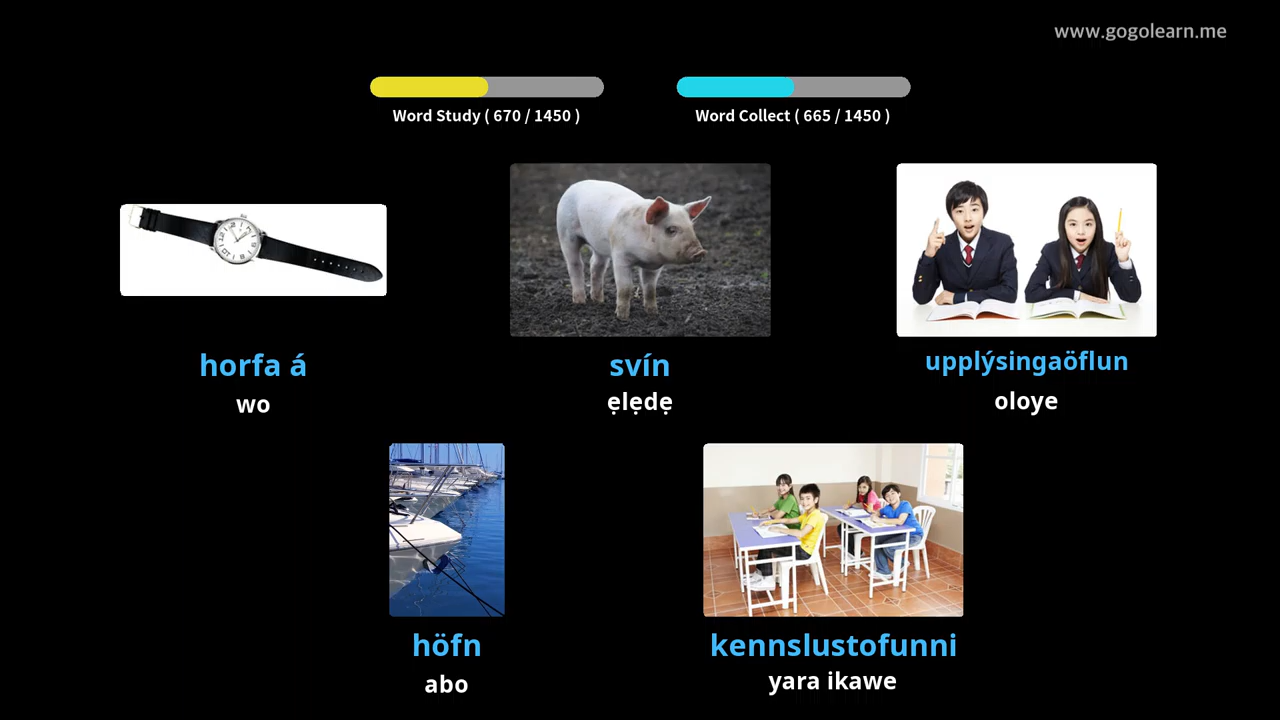 www.gogolearn.me
Word Study ( 670 / 1450 )
Word Collect ( 665 / 1450 )
horfa á
wo
svín
ẹlẹdẹ
upplýsingaöflun
oloye
höfn
abo
kennslustofunni
yara ikawe